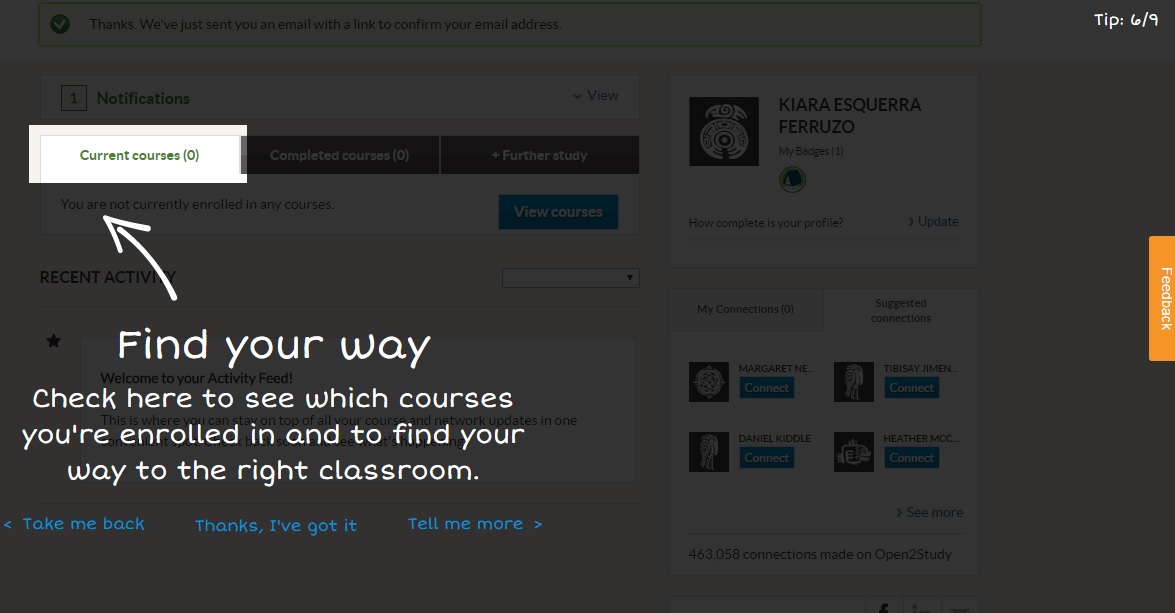 Thanks. We've just sent you an email with a link to confirm your email address.
Tip: 6/9
1 Notifications
View
Current courses (0)
Completed courses (0)
+ Further study
You are not currently enrolled in any courses.
View courses
RECENT ACTIVITY
Find your way
Welcome to your Activity Feed!
Check here to see which courses
This is where you can stay on top of all your course and network updates in one
you're enrolled in and to find your
way to the right classroom.
< Take me back
Thanks, I've got it
Tell me more >
KIARA ESQUERRA
FERRUZO
My Badges (1)
How complete is your profile?
Update
My Connections (0)
Suggested
connections
MARGARET NE...
Connect
TIBISAY JIMEN...
Connect
DANIEL KIDDLE
Connect
HEATHER MCC...
Connect
See more
463,058 connections made on Open2Study
Feedback